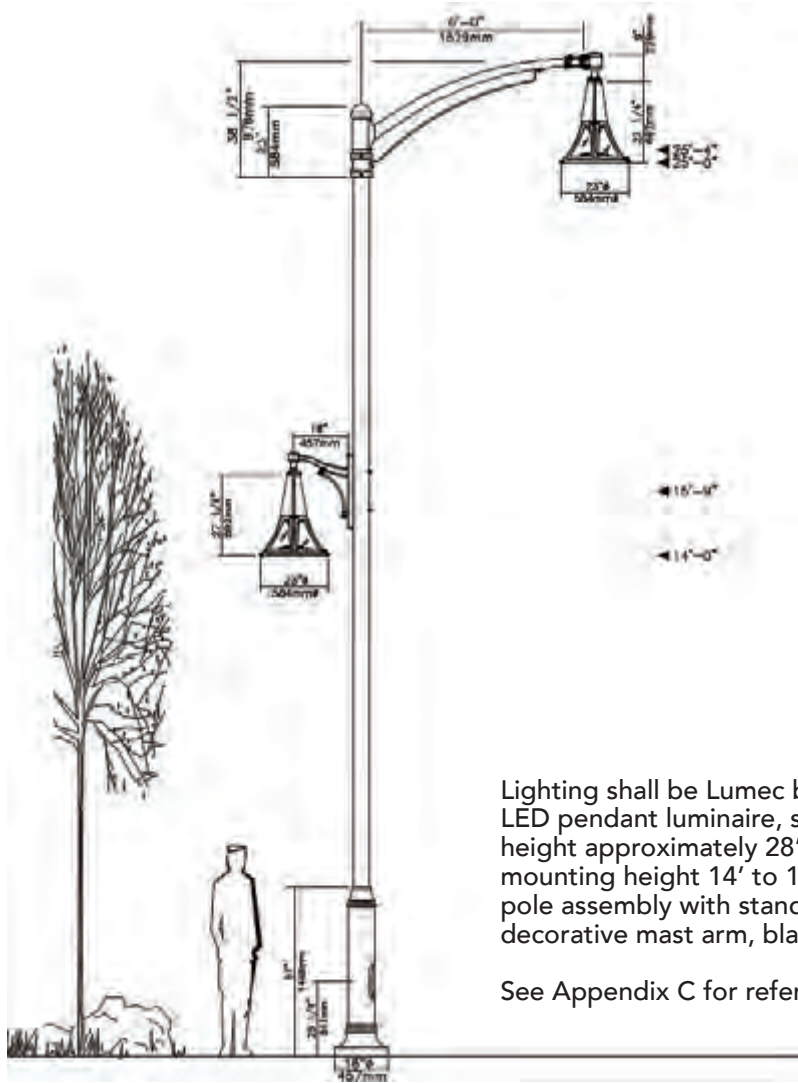 6'-0"
1829mm
38 1/2"
584mm
23"ø
584mmø
18"
457mm
23"ø
584mmø
◄16'-9"
◄14'-0"
Lighting shall be Lumec b
LED pendant luminaire, s
height approximately 28'
mounting height 14' to 1
pole assembly with stand
decorative mast arm, bla
See Appendix C for refer
18"ø
457mm